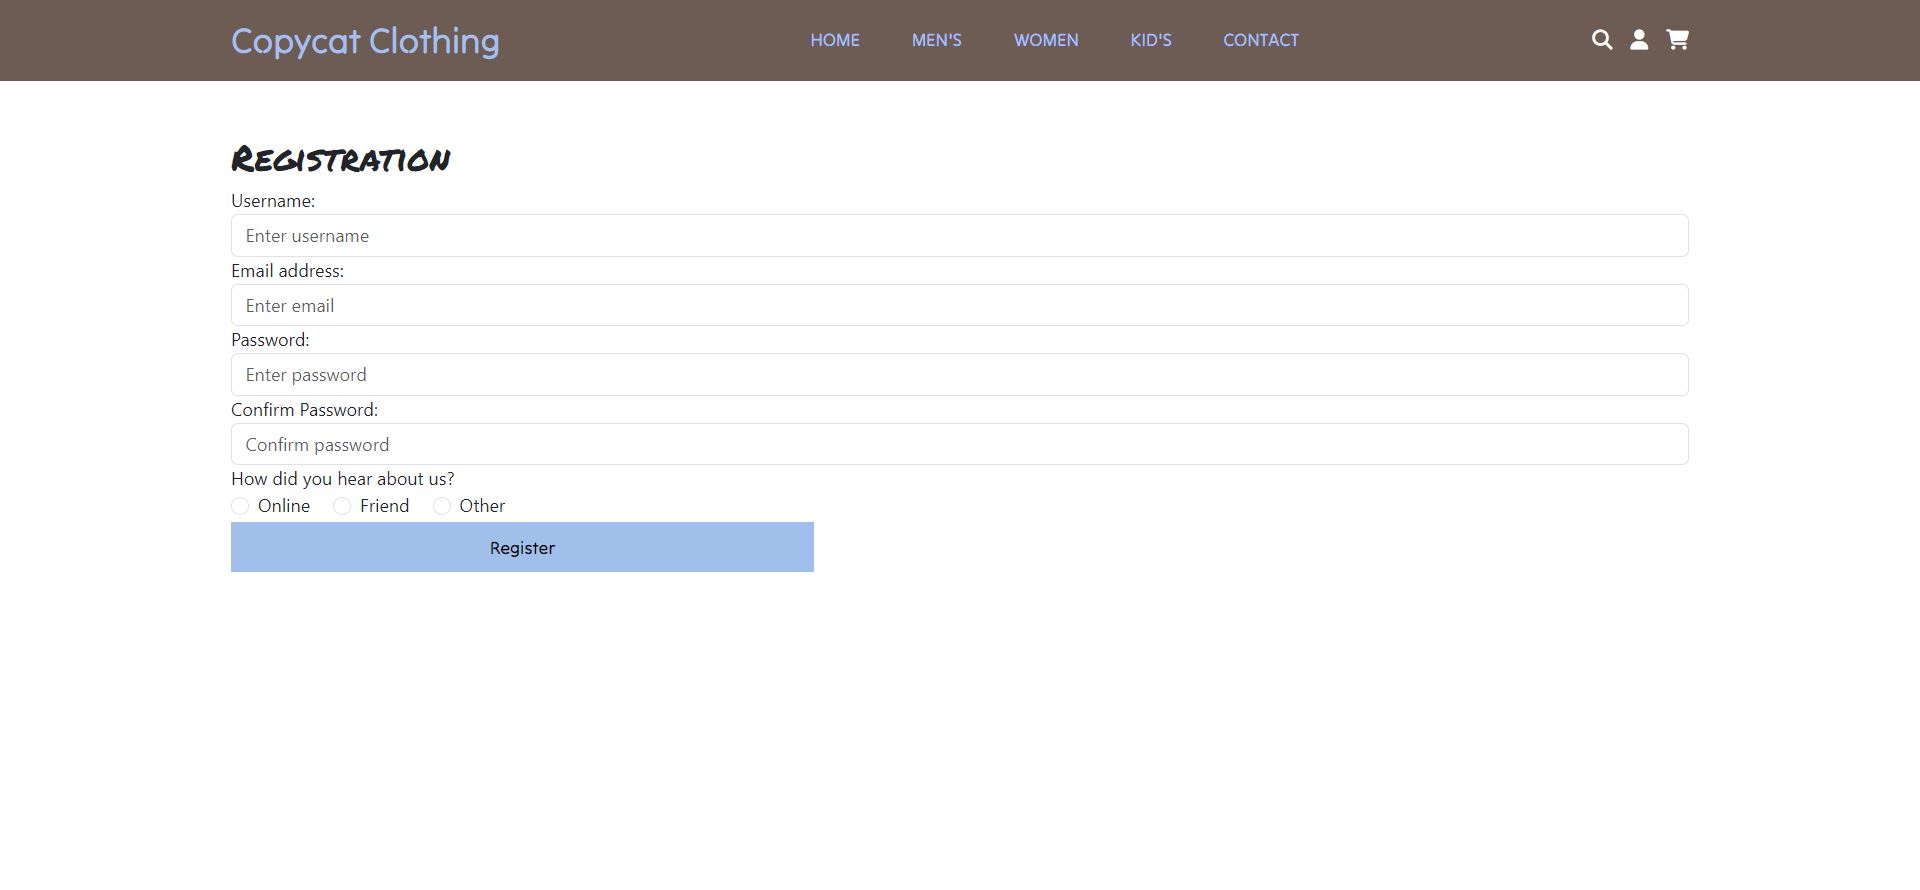 Copycat Clothing HOME MEN'S WOMEN KID'S CONTACT
Registration
Username:
Enter username
Email address:
Enter email
Password:
Enter password
Confirm Password:
Confirm password
How did you hear about us?
Online Friend Other
Register